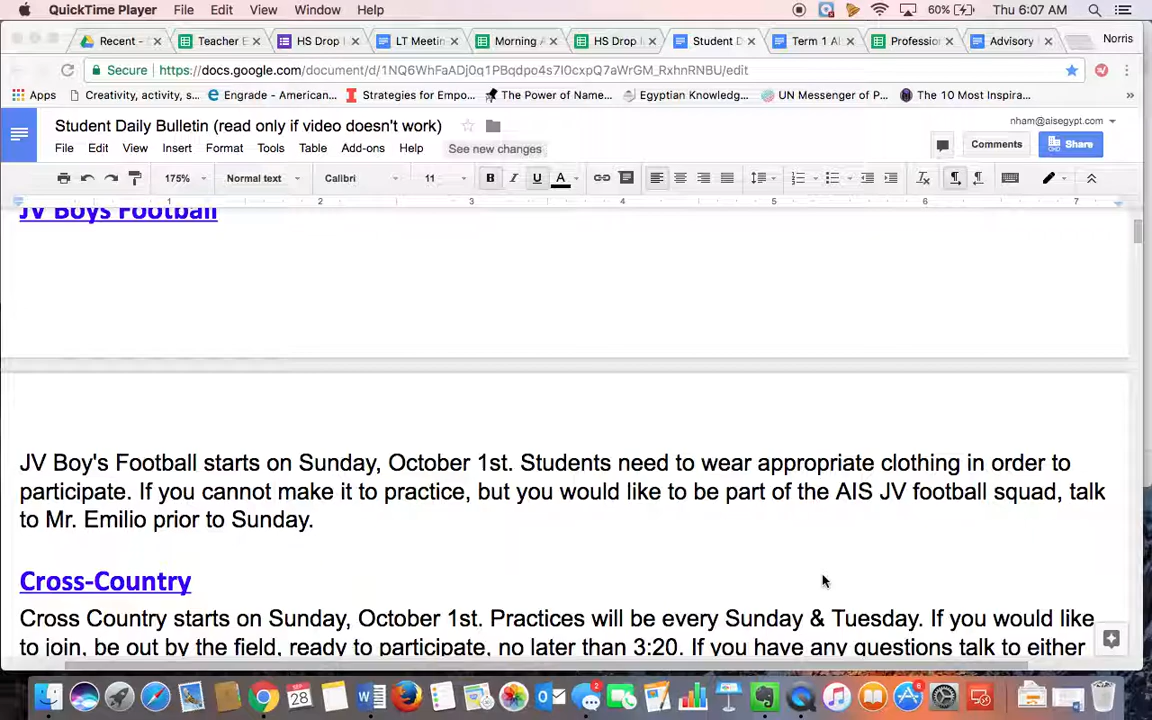 QuickTime Player File Edit View Window Help 60% Thu 6:07 AM
Recent - Teacher E HS Drop LT Meetin Morning A HS Drop Student D Term 1 Al Professio Advisory Norris
Secure https://docs.google.com/document/d/1NQ6WhFaADj0q1PBqdpo4s7I0cxpQ7aWrGM_RxhnRNBU/edit
Apps Creativity, activity, s... Engrade - American... Strategies for Empo... The Power of Name... Egyptian Knowledg... UN Messenger of P... The 10 Most Inspira... »
nham@aisegypt.com
Student Daily Bulletin (read only if video doesn't work)
File Edit View Insert Format Tools Table Add-ons Help See new changes Comments Share
175% Normal text Calibri 11 B I U A
1 2 3 4 5 6 7
JV Boys Football
JV Boy's Football starts on Sunday, October 1st. Students need to wear appropriate clothing in order to
participate. If you cannot make it to practice, but you would like to be part of the AIS JV football squad, talk
to Mr. Emilio prior to Sunday.
Cross-Country
Cross Country starts on Sunday, October 1st. Practices will be every Sunday & Tuesday. If you would like
to join, be out by the field, ready to participate, no later than 3:20. If you have any questions talk to either